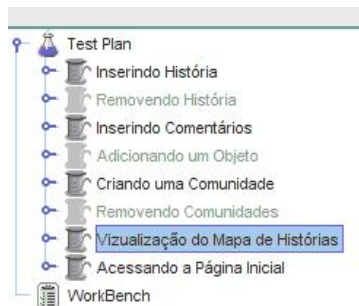 Test Plan
Inserindo História
Removendo História
Inserindo Comentários
Adicionando um Objeto
Criando uma Comunidade
Removendo Comunidades
Vizualização do Mapa de Histórias
Acessando a Página Inicial
WorkBench